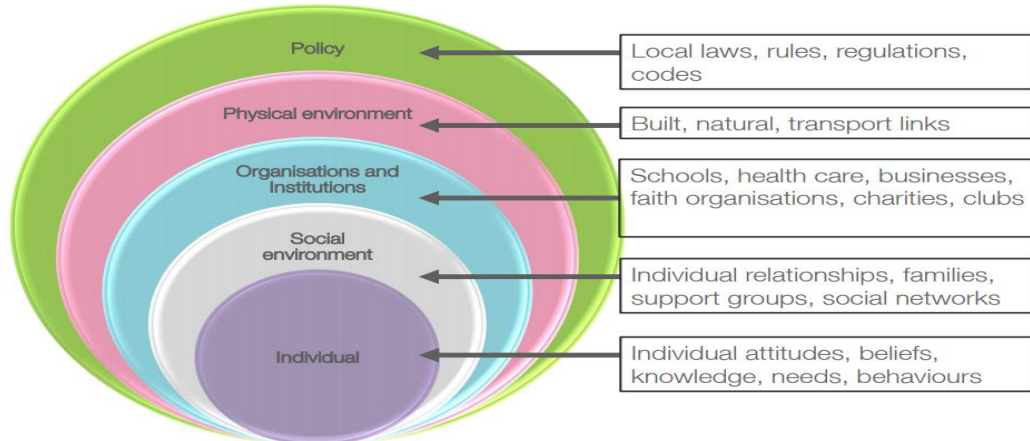 Policy
Local laws, rules, regulations,
codes
Physical environment
Built, natural, transport links
Organisations and
Institutions
Schools, health care, businesses,
faith organisations, charities, clubs
Social
environment
Individual relationships, families,
support groups, social networks
Individual
Individual attitudes, beliefs,
knowledge, needs, behaviours